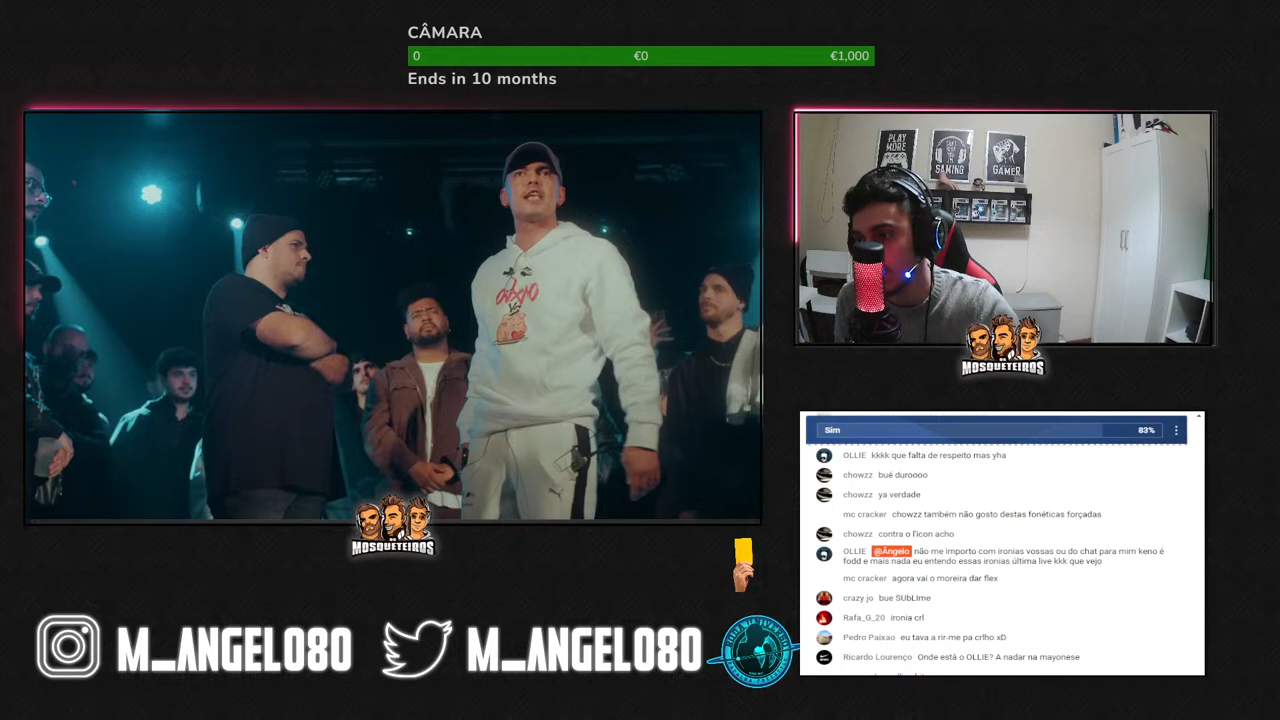 CÂMARA
0 €0 €1,000
Ends in 10 months
PLAY
MORE
GAMING
GAMER
VS
MOSQUETEIROS
Sim 83%
OLLIE kkkk que falta de respeito mas yha
chowzz bué duroooo
chowzz ya verdade
mc cracker chowzz também não gosto destas fonéticas forçadas
chowzz contra o l'icon acho
OLLIE @Ângelo não me importo com ironias vossas ou do chat para mim keno é
fodd e mais nada eu entendo essas ironias última live kkk que vejo
mc cracker agora vai o moreira dar flex
crazy jo bue SUbLIme
Rafa_G_20 ironia crl
Pedro Paixao eu tava a rir-me pa crlho xD
Ricardo Lourenço Onde está o OLLIE? A nadar na mayonese
OS
MOSQUETEIROS
M_ANGELO80
M_ANGELO80